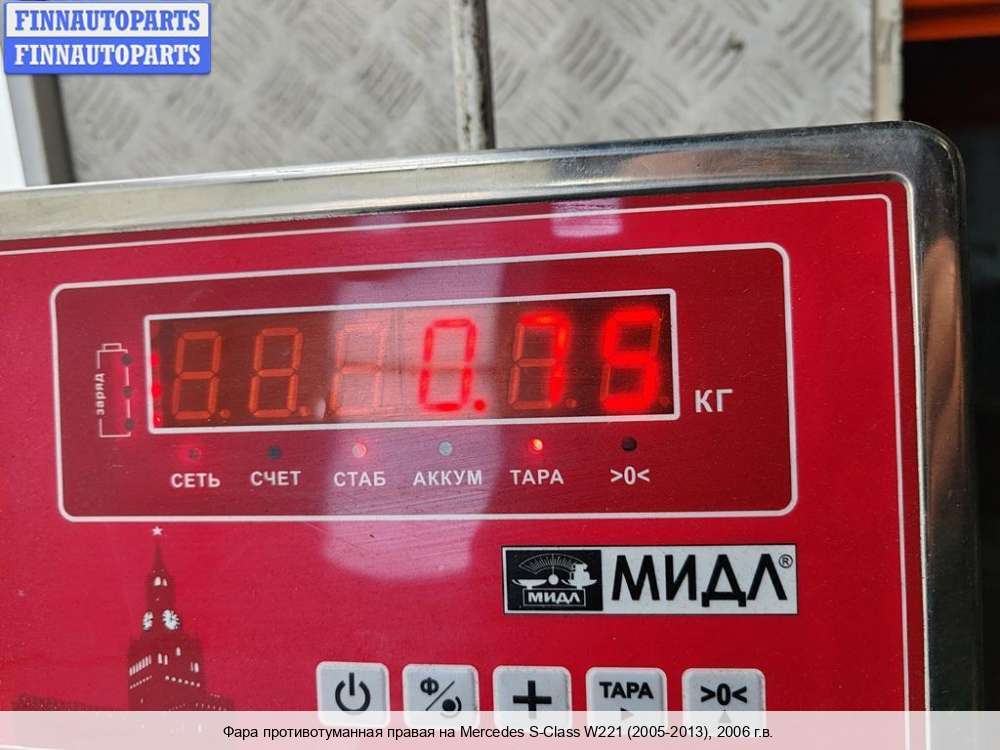 FINNAUTOPARTS
FINNAUTOPARTS
заряд
0.75
КГ
СЕТЬ СЧЕТ СТАБ АККУМ ТАРА >0<
МИДЛ МИДЛ®
Ф ТАРА >0<
Фара противотуманная правая на Mercedes S-Class W221 (2005-2013), 2006 г.в.